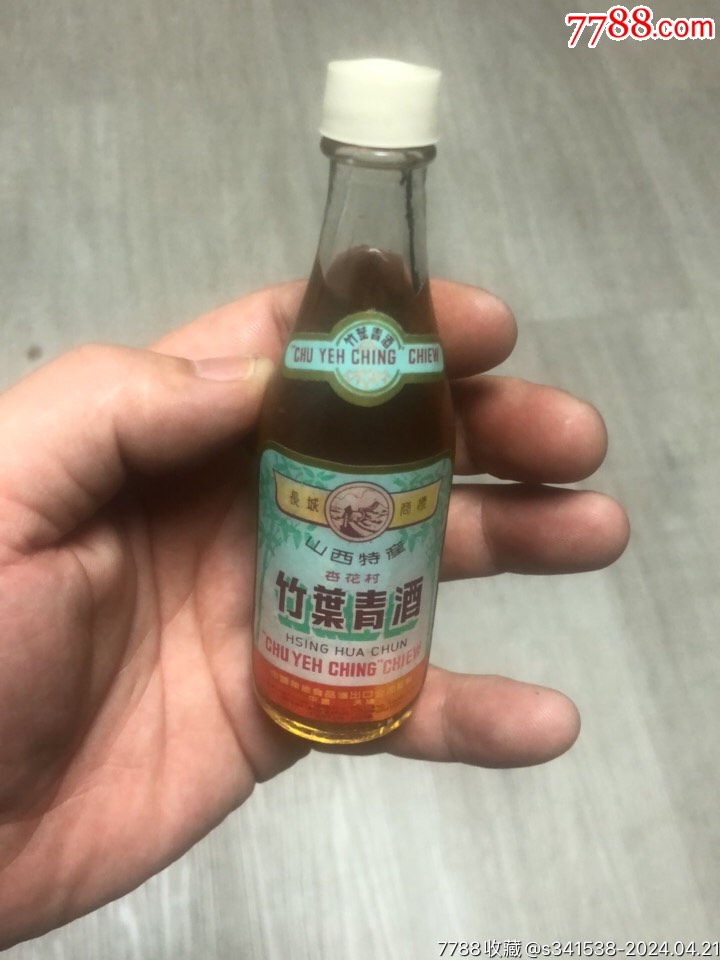 7788.com
竹葉青酒
"CHU YEH CHING" CHIEW
長城 商標
山西特産
杏花村
竹葉青酒
HSING HUA CHUN
"CHU YEH CHING" CHIEW
7788收藏@s341538-2024.04.21